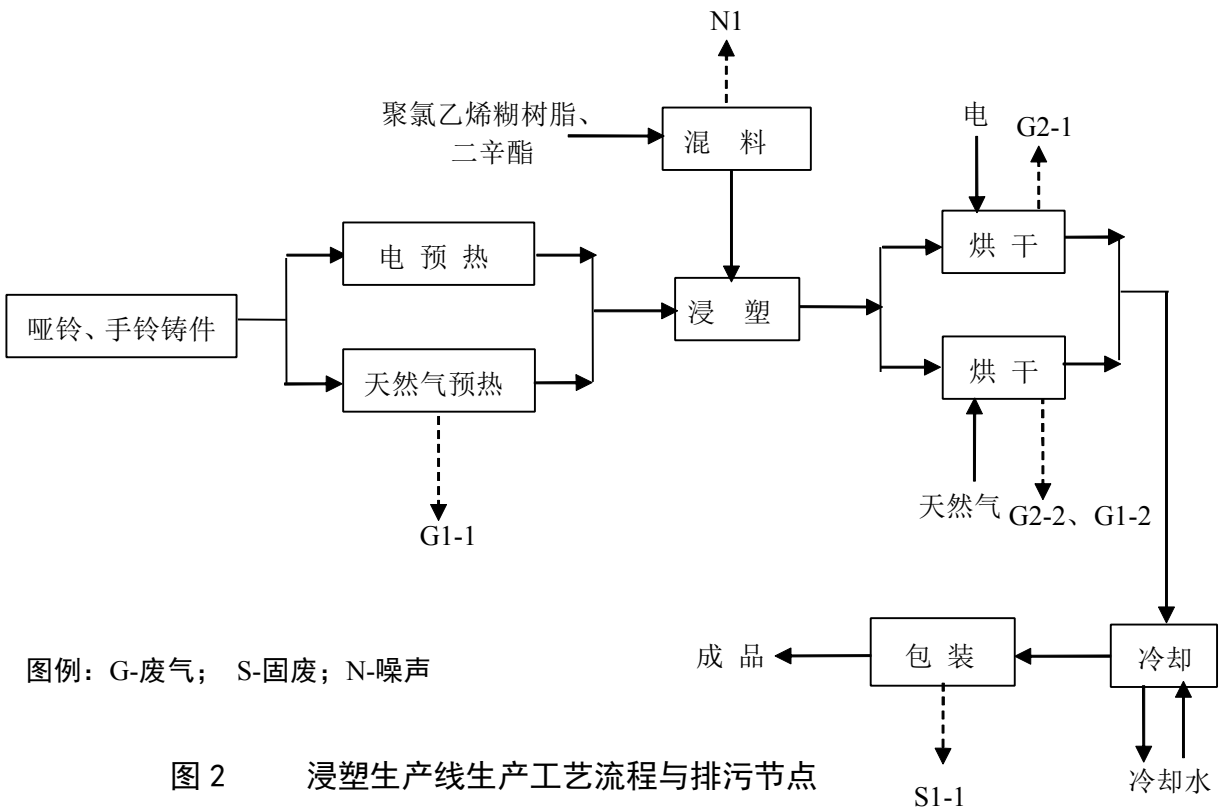 N1
聚氯乙烯糊树脂、
二辛酯
混 料
电
G2-1
电 预 热
烘 干
哑铃、手铃铸件
浸 塑
天然气预热
烘 干
G1-1
天然气
G2-2、G1-2
成 品
包 装
冷却
图例：G-废气； S-固废；N-噪声
冷却水
S1-1
图 2 浸塑生产线生产工艺流程与排污节点